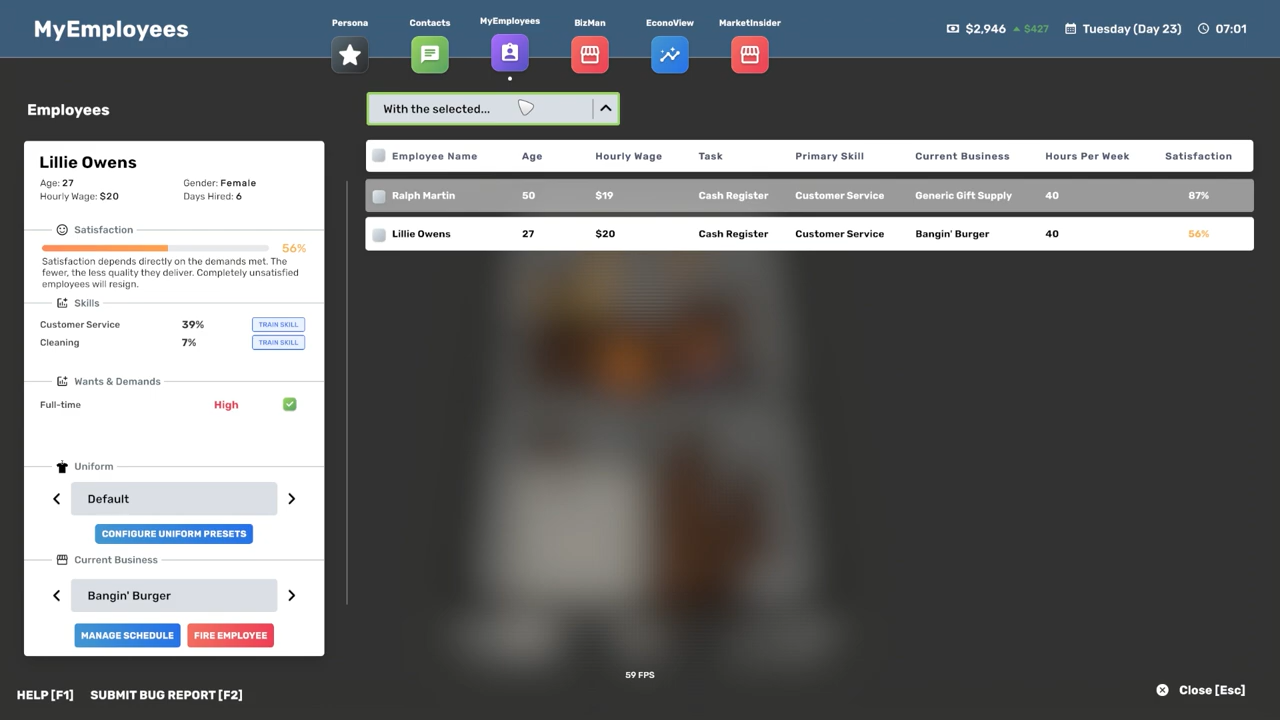 MyEmployees
Persona
Contacts
MyEmployees
BizMan
EconoView
MarketInsider
$2,946 $427
Tuesday (Day 23)
07:01
Employees
Lillie Owens
Age: 27
Gender: Female
Hourly Wage: $20
Days Hired: 6
Satisfaction
56%
Satisfaction depends directly on the demands met. The
fewer, the less quality they deliver. Completely unsatisfied
employees will resign.
Skills
Customer Service 39% TRAIN SKILL
Cleaning 7% TRAIN SKILL
Wants & Demands
Full-time High
Uniform
Default
CONFIGURE UNIFORM PRESETS
Current Business
Bangin' Burger
MANAGE SCHEDULE FIRE EMPLOYEE
With the selected...
Employee Name Age Hourly Wage Task Primary Skill Current Business Hours Per Week Satisfaction
Ralph Martin 50 $19 Cash Register Customer Service Generic Gift Supply 40 87%
Lillie Owens 27 $20 Cash Register Customer Service Bangin' Burger 40 56%
59 FPS
HELP [F1] SUBMIT BUG REPORT [F2]
Close [Esc]